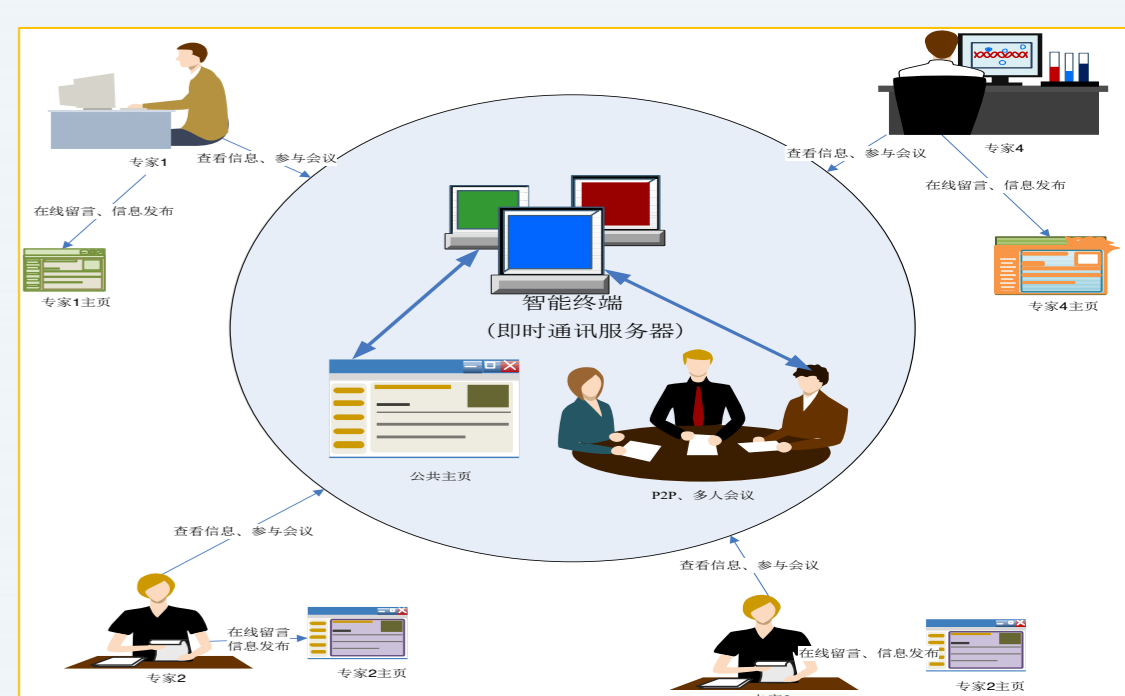 专家1
查看信息、参与会议
查看信息、参与会议
专家4
在线留言、信息发布
在线留言、信息发布
专家1主页
智能终端
专家4主页
(即时通讯服务器)
公共主页
P2P、多人会议
查看信息、参与会议
查看信息、参与会议
在线留言
信息发布
在线留言、信息发布
专家2
专家2主页
专家2主页